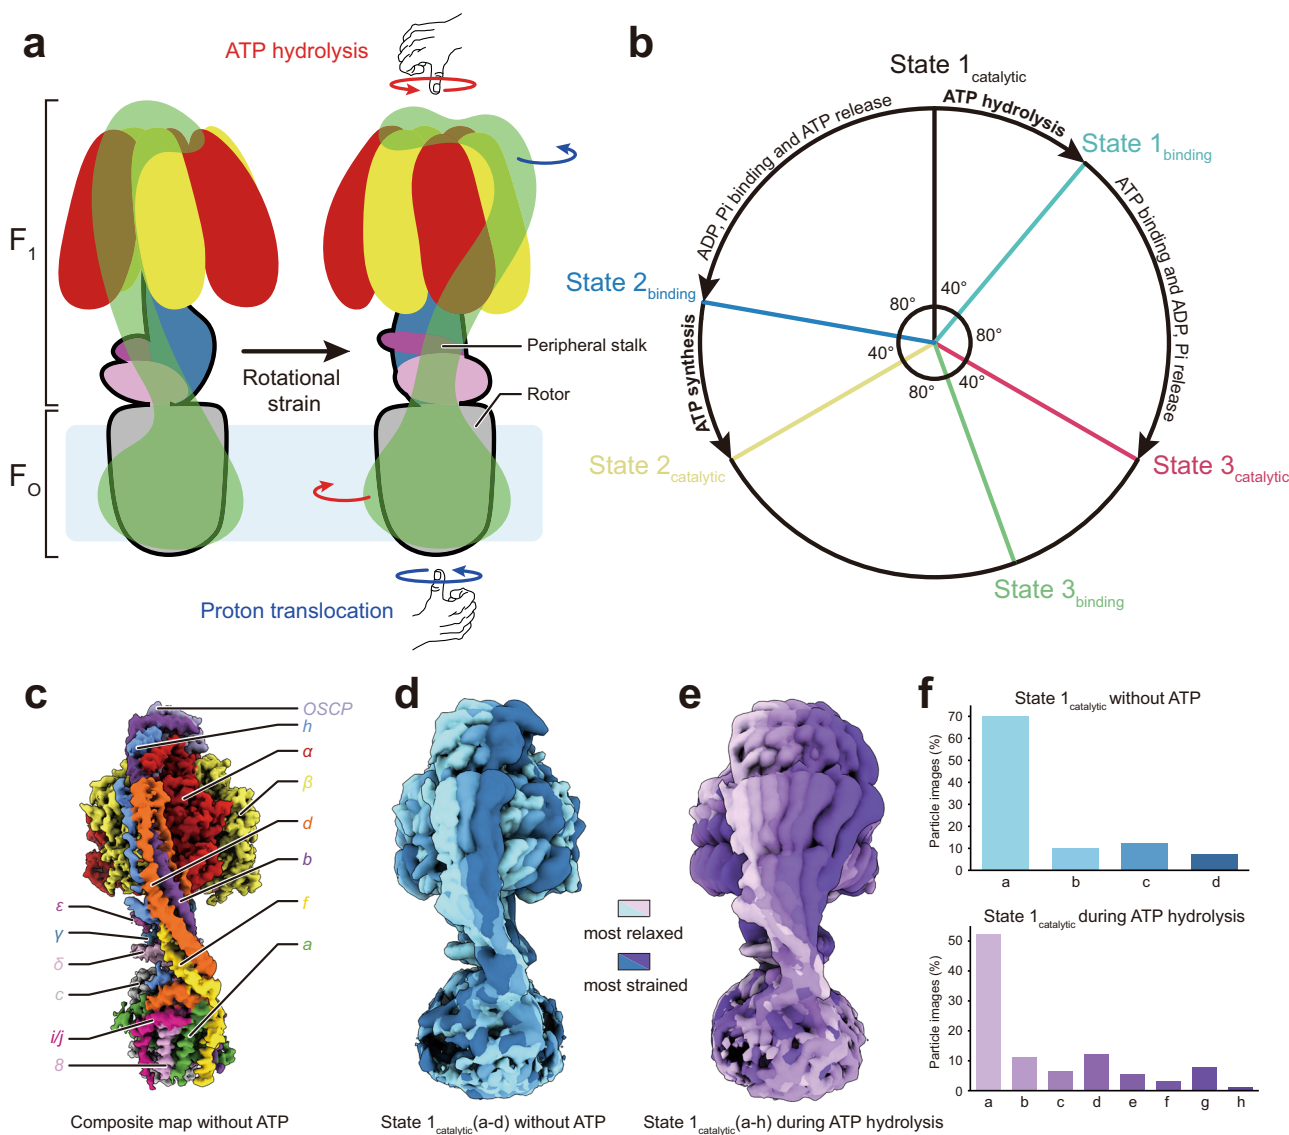 a
ATP hydrolysis
F1
FO
Rotational
strain
Peripheral stalk
Rotor
Proton translocation
b
State 1catalytic
ATP hydrolysis
ADP, Pi binding and ATP release
State 1binding
ATP binding and ADP, Pi release
State 2binding
80°
40°
40°
80°
80°
40°
ATP synthesis
State 2catalytic
State 3catalytic
State 3binding
c
OSCP
h
α
β
d
b
f
a
ε
γ
δ
c
i/j
8
Composite map without ATP
d
State 1catalytic(a-d) without ATP
most relaxed
most strained
e
State 1catalytic(a-h) during ATP hydrolysis
f
State 1catalytic without ATP
Particle images (%)
70
60
50
40
30
20
10
0
a b c d
State 1catalytic during ATP hydrolysis
Particle images (%)
50
40
30
20
10
0
a b c d e f g h